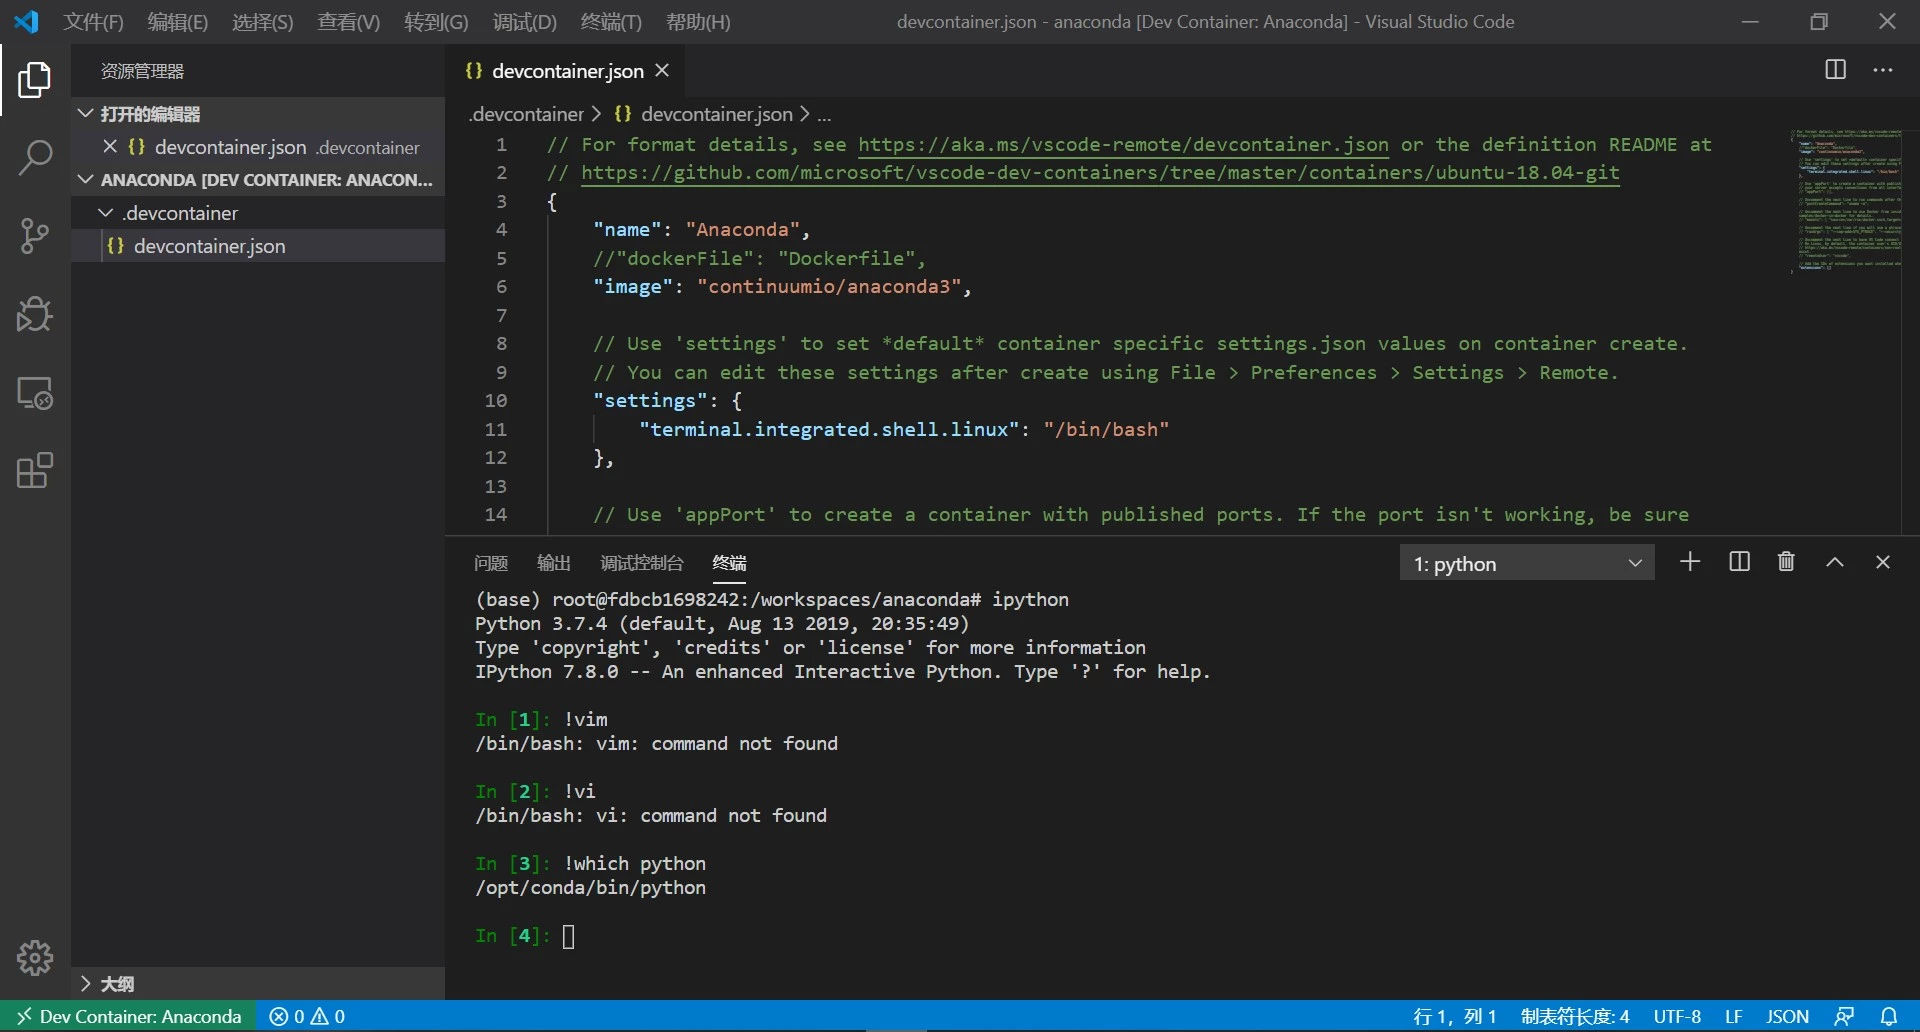 文件(F) 编辑(E) 选择(S) 查看(V) 转到(G) 调试(D) 终端(T) 帮助(H) devcontainer.json - anaconda [Dev Container: Anaconda] - Visual Studio Code
资源管理器
打开的编辑器
{} devcontainer.json .devcontainer
ANACONDA [DEV CONTAINER: ANACON...
.devcontainer
{} devcontainer.json
大纲
{} devcontainer.json
.devcontainer > {} devcontainer.json > ...
1 // For format details, see https://aka.ms/vscode-remote/devcontainer.json or the definition README at
2 // https://github.com/microsoft/vscode-dev-containers/tree/master/containers/ubuntu-18.04-git
3 {
4 "name": "Anaconda",
5 //"dockerFile": "Dockerfile",
6 "image": "continuumio/anaconda3",
7
8 // Use 'settings' to set *default* container specific settings.json values on container create.
9 // You can edit these settings after create using File > Preferences > Settings > Remote.
10 "settings": {
11 "terminal.integrated.shell.linux": "/bin/bash"
12 },
13
14 // Use 'appPort' to create a container with published ports. If the port isn't working, be sure
问题 输出 调试控制台 终端 1: python
(base) root@fdbcb1698242:/workspaces/anaconda# ipython
Python 3.7.4 (default, Aug 13 2019, 20:35:49)
Type 'copyright', 'credits' or 'license' for more information
IPython 7.8.0 -- An enhanced Interactive Python. Type '?' for help.
In [1]: !vim
/bin/bash: vim: command not found
In [2]: !vi
/bin/bash: vi: command not found
In [3]: !which python
/opt/conda/bin/python
In [4]:
Dev Container: Anaconda 0 0 行 1，列 1 制表符长度: 4 UTF-8 LF JSON